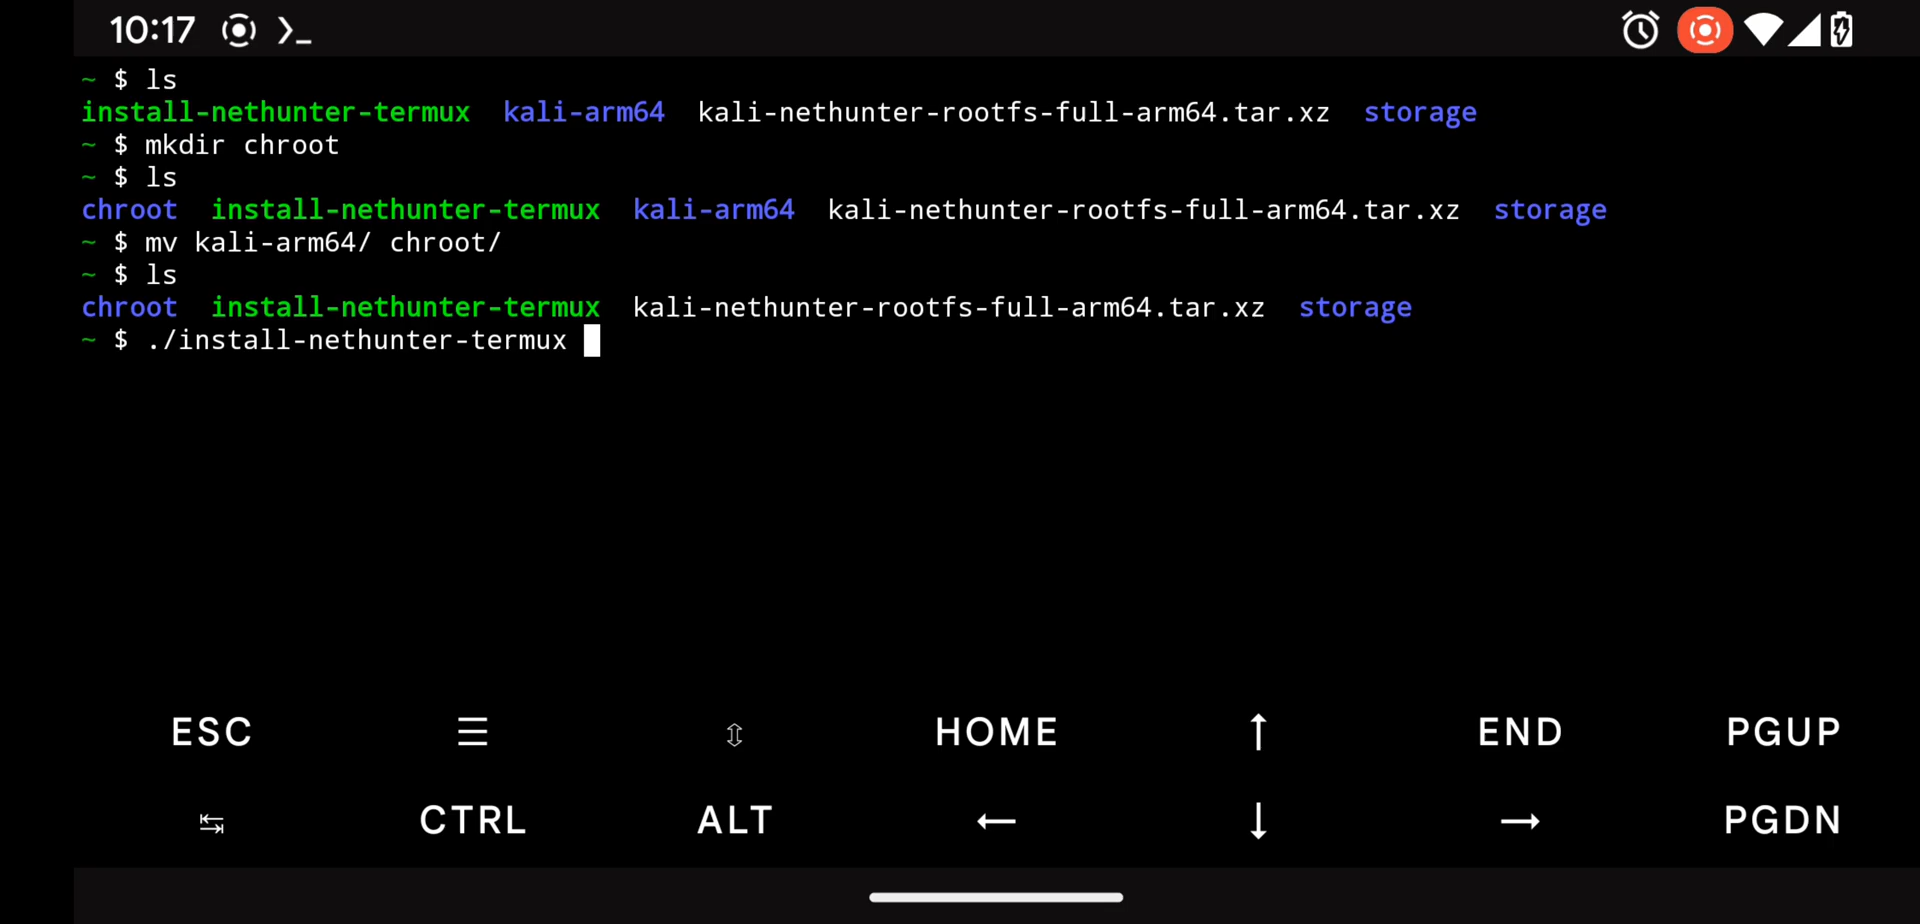 10:17
~ $ ls
install-nethunter-termux  kali-arm64  kali-nethunter-rootfs-full-arm64.tar.xz  storage
~ $ mkdir chroot
~ $ ls
chroot  install-nethunter-termux  kali-arm64  kali-nethunter-rootfs-full-arm64.tar.xz  storage
~ $ mv kali-arm64/ chroot/
~ $ ls
chroot  install-nethunter-termux  kali-nethunter-rootfs-full-arm64.tar.xz  storage
~ $ ./install-nethunter-termux
ESC ☰ ⇳ HOME ↑ END PGUP
↹ CTRL ALT ← ↓ → PGDN